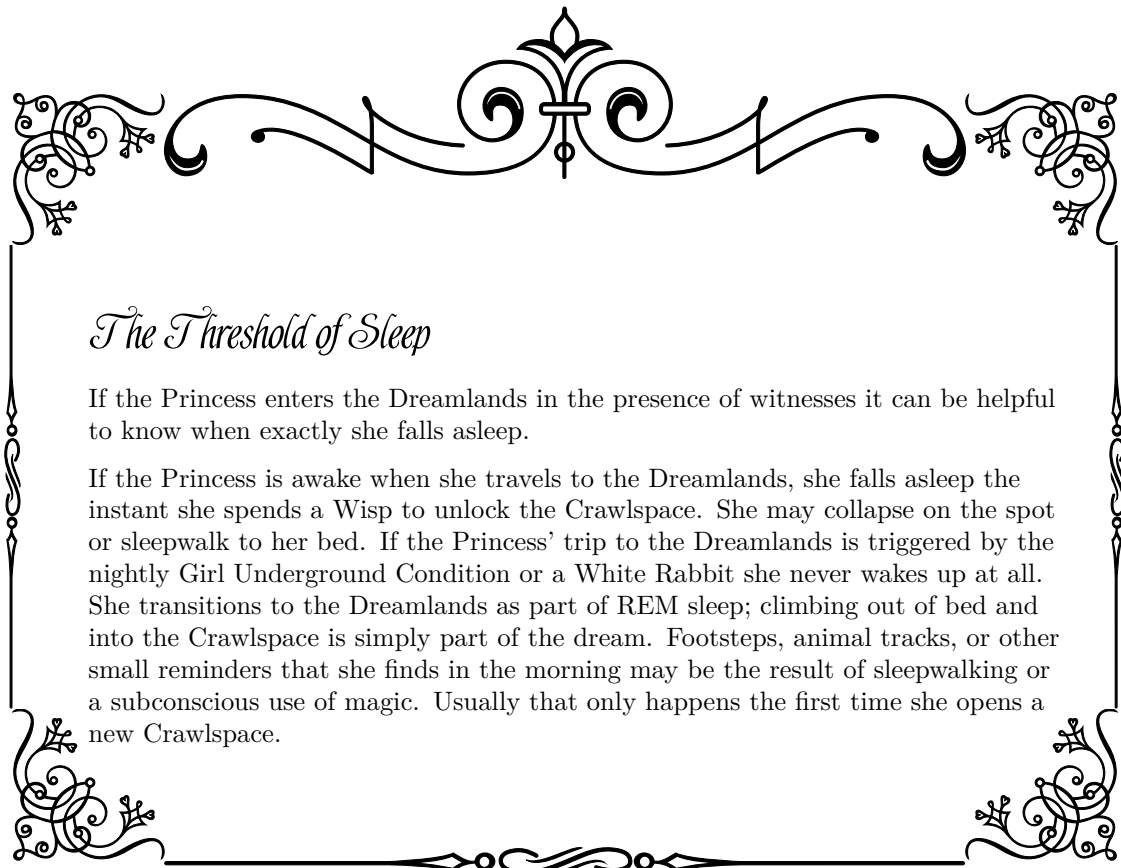 The Threshold of Sleep
If the Princess enters the Dreamlands in the presence of witnesses it can be helpful
to know when exactly she falls asleep.
If the Princess is awake when she travels to the Dreamlands, she falls asleep the
instant she spends a Wisp to unlock the Crawlspace. She may collapse on the spot
or sleepwalk to her bed. If the Princess’ trip to the Dreamlands is triggered by the
nightly Girl Underground Condition or a White Rabbit she never wakes up at all.
She transitions to the Dreamlands as part of REM sleep; climbing out of bed and
into the Crawlspace is simply part of the dream. Footsteps, animal tracks, or other
small reminders that she finds in the morning may be the result of sleepwalking or
a subconscious use of magic. Usually that only happens the first time she opens a
new Crawlspace.